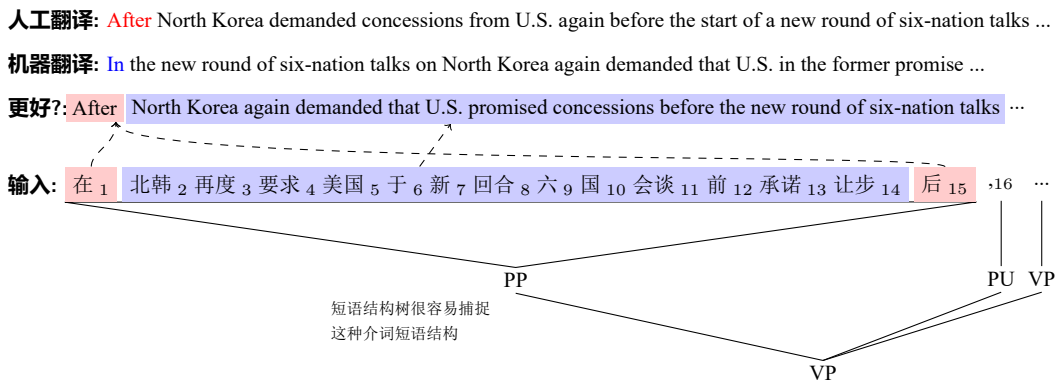 人工翻译: After North Korea demanded concessions from U.S. again before the start of a new round of six-nation talks ...
机器翻译: In the new round of six-nation talks on North Korea again demanded that U.S. in the former promise ...
更好?: After North Korea again demanded that U.S. promised concessions before the new round of six-nation talks ...
输入: 在 1 北韩 2 再度 3 要求 4 美国 5 于 6 新 7 回合 8 六 9 国 10 会谈 11 前 12 承诺 13 让步 14 后 15 ,16 ...
PP PU VP
短语结构树很容易捕捉
这种介词短语结构
VP